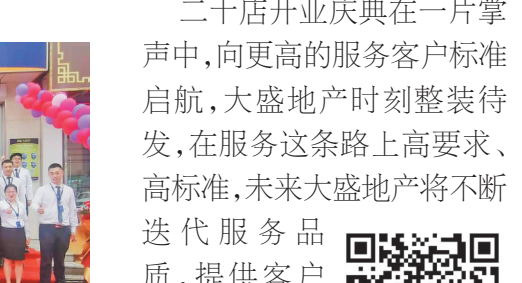 二十店开业庆典在一片掌
声中,向更高的服务客户标准
启航,大盛地产时刻整装待
发,在服务这条路上高要求、
高标准,未来大盛地产将不断
迭代服务品
质,提供客户